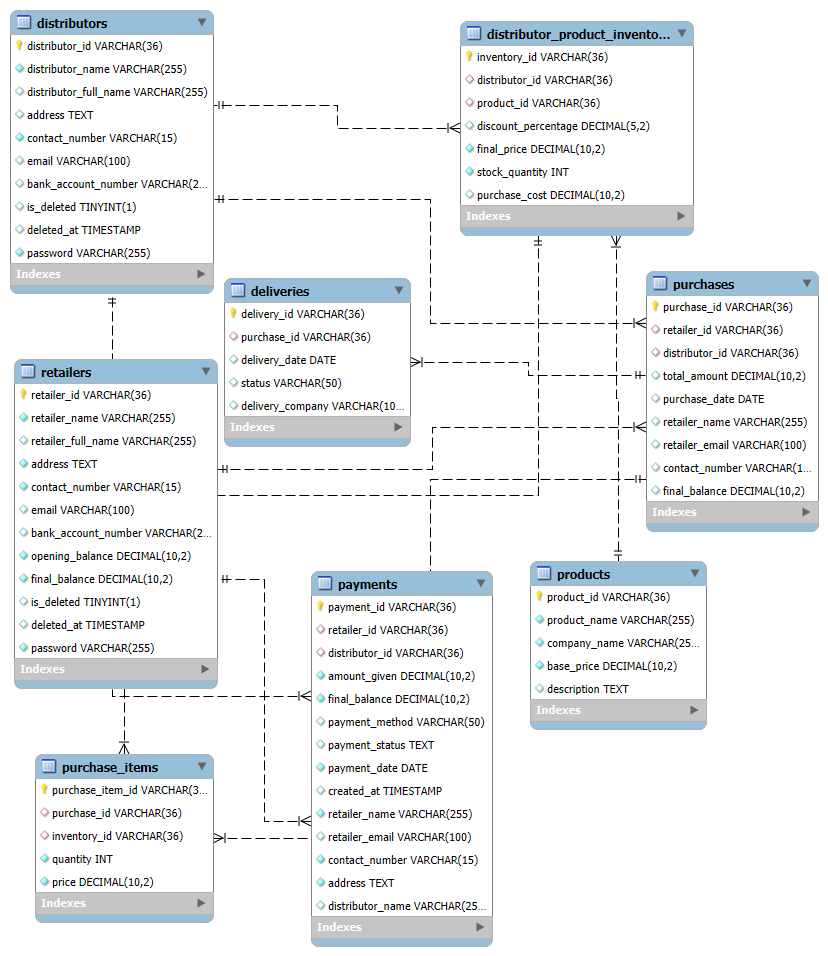 distributors
distributor_id VARCHAR(36)
distributor_name VARCHAR(255)
distributor_full_name VARCHAR(255)
address TEXT
contact_number VARCHAR(15)
email VARCHAR(100)
bank_account_number VARCHAR(2...
is_deleted TINYINT(1)
deleted_at TIMESTAMP
password VARCHAR(255)
Indexes
distributor_product_invento...
inventory_id VARCHAR(36)
distributor_id VARCHAR(36)
product_id VARCHAR(36)
discount_percentage DECIMAL(5,2)
final_price DECIMAL(10,2)
stock_quantity INT
purchase_cost DECIMAL(10,2)
Indexes
deliveries
delivery_id VARCHAR(36)
purchase_id VARCHAR(36)
delivery_date DATE
status VARCHAR(50)
delivery_company VARCHAR(10...
Indexes
purchases
purchase_id VARCHAR(36)
retailer_id VARCHAR(36)
distributor_id VARCHAR(36)
total_amount DECIMAL(10,2)
purchase_date DATE
retailer_name VARCHAR(255)
retailer_email VARCHAR(100)
contact_number VARCHAR(1...
final_balance DECIMAL(10,2)
Indexes
retailers
retailer_id VARCHAR(36)
retailer_name VARCHAR(255)
retailer_full_name VARCHAR(255)
address TEXT
contact_number VARCHAR(15)
email VARCHAR(100)
bank_account_number VARCHAR(2...
opening_balance DECIMAL(10,2)
final_balance DECIMAL(10,2)
is_deleted TINYINT(1)
deleted_at TIMESTAMP
password VARCHAR(255)
Indexes
payments
payment_id VARCHAR(36)
retailer_id VARCHAR(36)
distributor_id VARCHAR(36)
amount_given DECIMAL(10,2)
final_balance DECIMAL(10,2)
payment_method VARCHAR(50)
payment_status TEXT
payment_date DATE
created_at TIMESTAMP
retailer_name VARCHAR(255)
retailer_email VARCHAR(100)
contact_number VARCHAR(15)
address TEXT
distributor_name VARCHAR(25...
Indexes
products
product_id VARCHAR(36)
product_name VARCHAR(255)
company_name VARCHAR(25...
base_price DECIMAL(10,2)
description TEXT
Indexes
purchase_items
purchase_item_id VARCHAR(3...
purchase_id VARCHAR(36)
inventory_id VARCHAR(36)
quantity INT
price DECIMAL(10,2)
Indexes